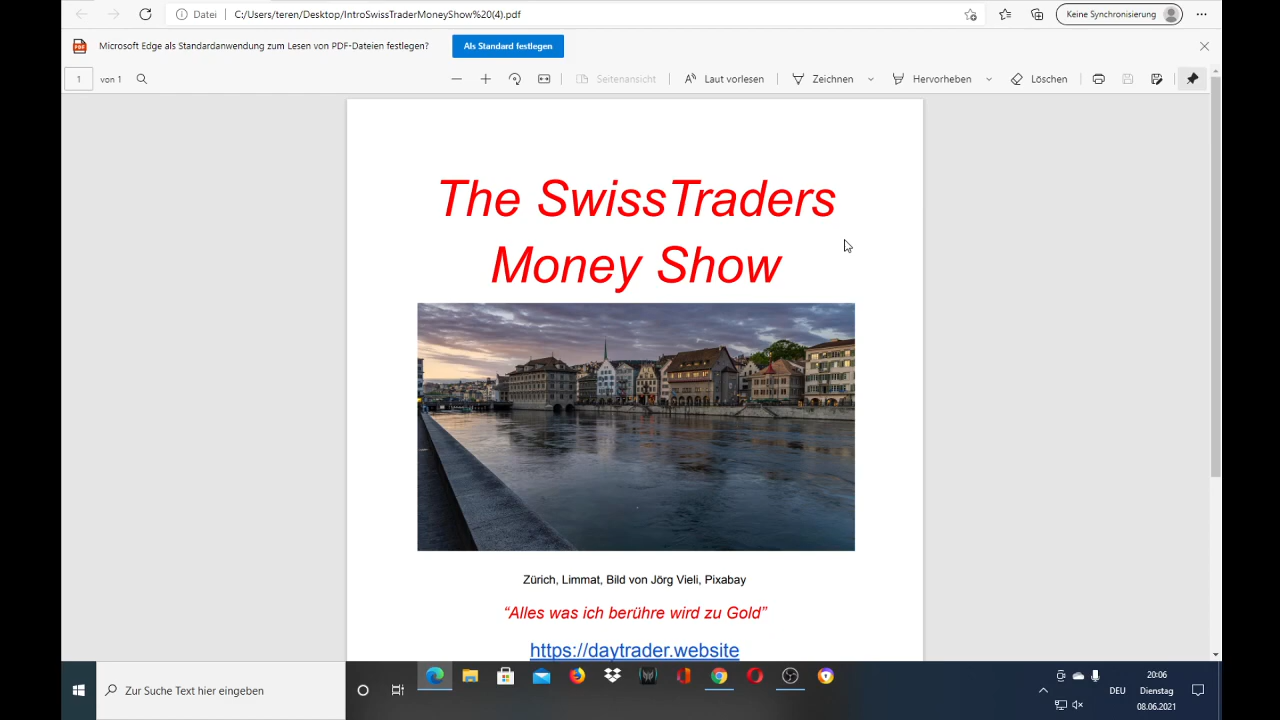 Datei C:/Users/teren/Desktop/IntroSwissTraderMoneyShow%20(4).pdf Keine Synchronisierung
PDF Microsoft Edge als Standardanwendung zum Lesen von PDF-Dateien festlegen? Als Standard festlegen
1 von 1 Seitenansicht Laut vorlesen Zeichnen Hervorheben Löschen
The SwissTraders
Money Show
Zürich, Limmat, Bild von Jörg Vieli, Pixabay
“Alles was ich berühre wird zu Gold”
https://daytrader.website
Zur Suche Text hier eingeben
20:06
DEU Dienstag
08.06.2021